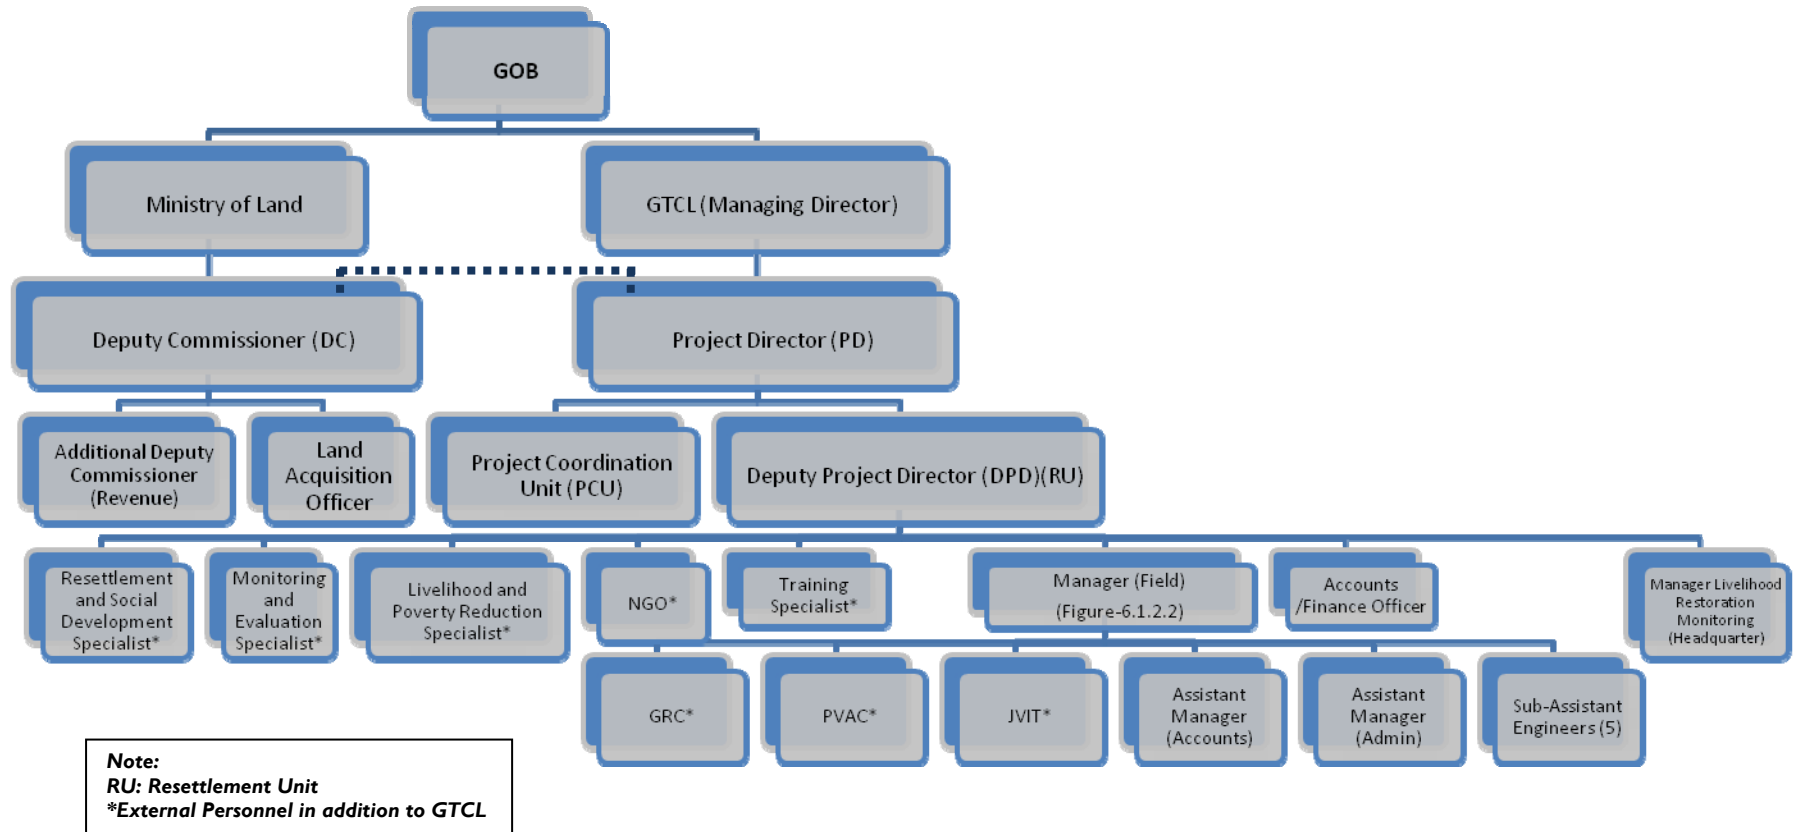 GOB
Ministry of Land
GTCL (Managing Director)
Deputy Commissioner (DC)
Project Director (PD)
Additional Deputy
Commissioner
(Revenue)
Land
Acquisition
Officer
Project Coordination
Unit (PCU)
Deputy Project Director (DPD)(RU)
Resettlement
and Social
Development
Specialist*
Monitoring
and
Evaluation
Specialist*
Livelihood and
Poverty Reduction
Specialist*
NGO*
Training
Specialist*
Manager (Field)
(Figure-6.1.2.2)
Accounts
/Finance Officer
Manager Livelihood
Restoration
Monitoring
(Headquarter)
GRC*
PVAC*
JVIT*
Assistant
Manager
(Accounts)
Assistant
Manager
(Admin)
Sub-Assistant
Engineers (5)
Note:
RU: Resettlement Unit
*External Personnel in addition to GTCL